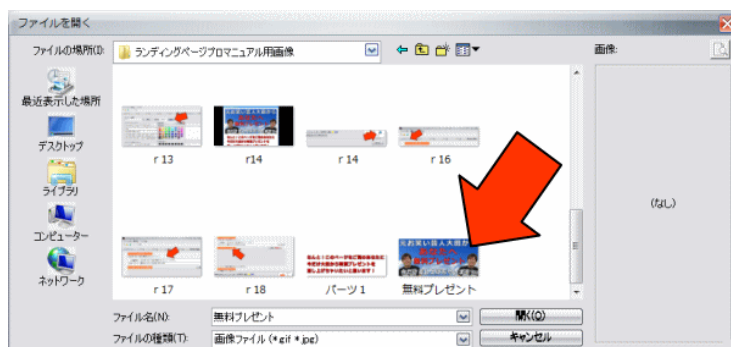 ファイルを開く
ファイルの場所(I):
ランディングページプロマニュアル用画像
画像:
最近表示した場所
デスクトップ
ライブラリ
コンピューター
ネットワーク
r 13
r14
r 14
r 16
(なし)
r 17
r 18
パーツ1
無料プレゼント
ファイル名(N):
無料プレゼント
開く(O)
ファイルの種類(T):
画像ファイル (*.gif *.jpg)
キャンセル